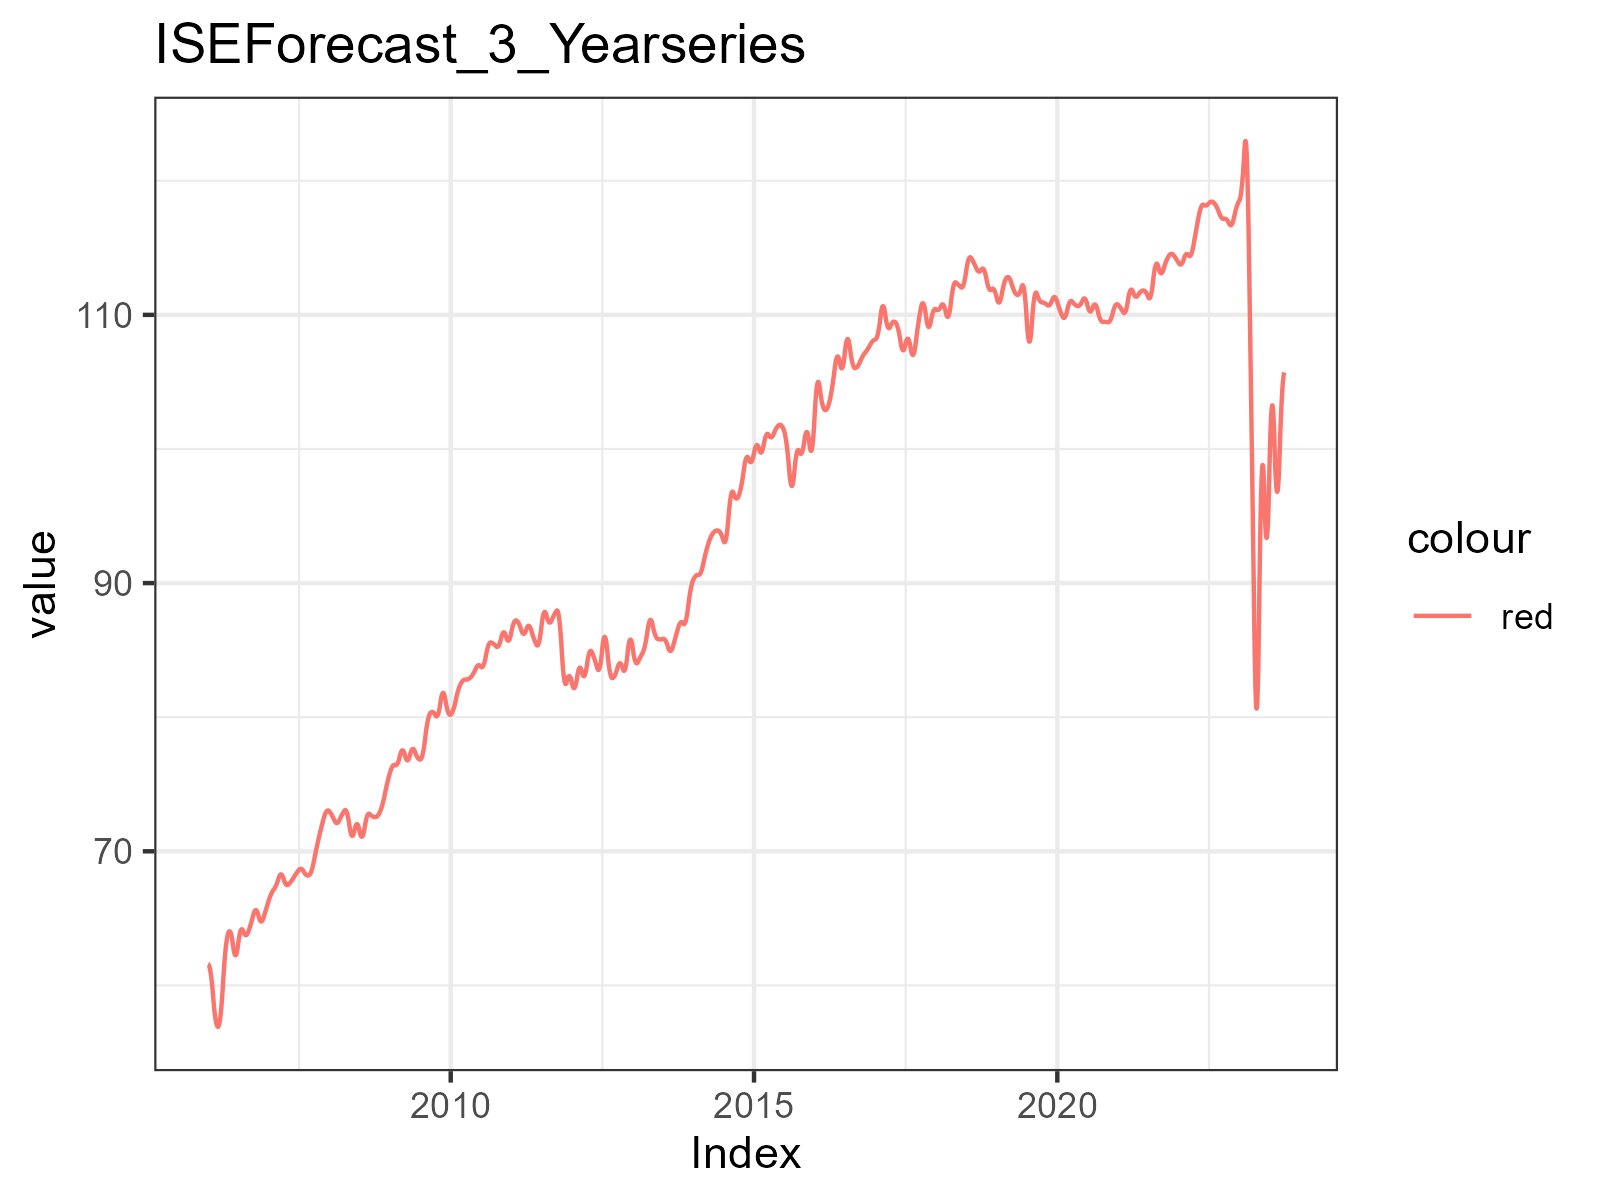 ISEForecast_3_Yearseries
110
90
70
value
2010 2015 2020
Index
colour
red